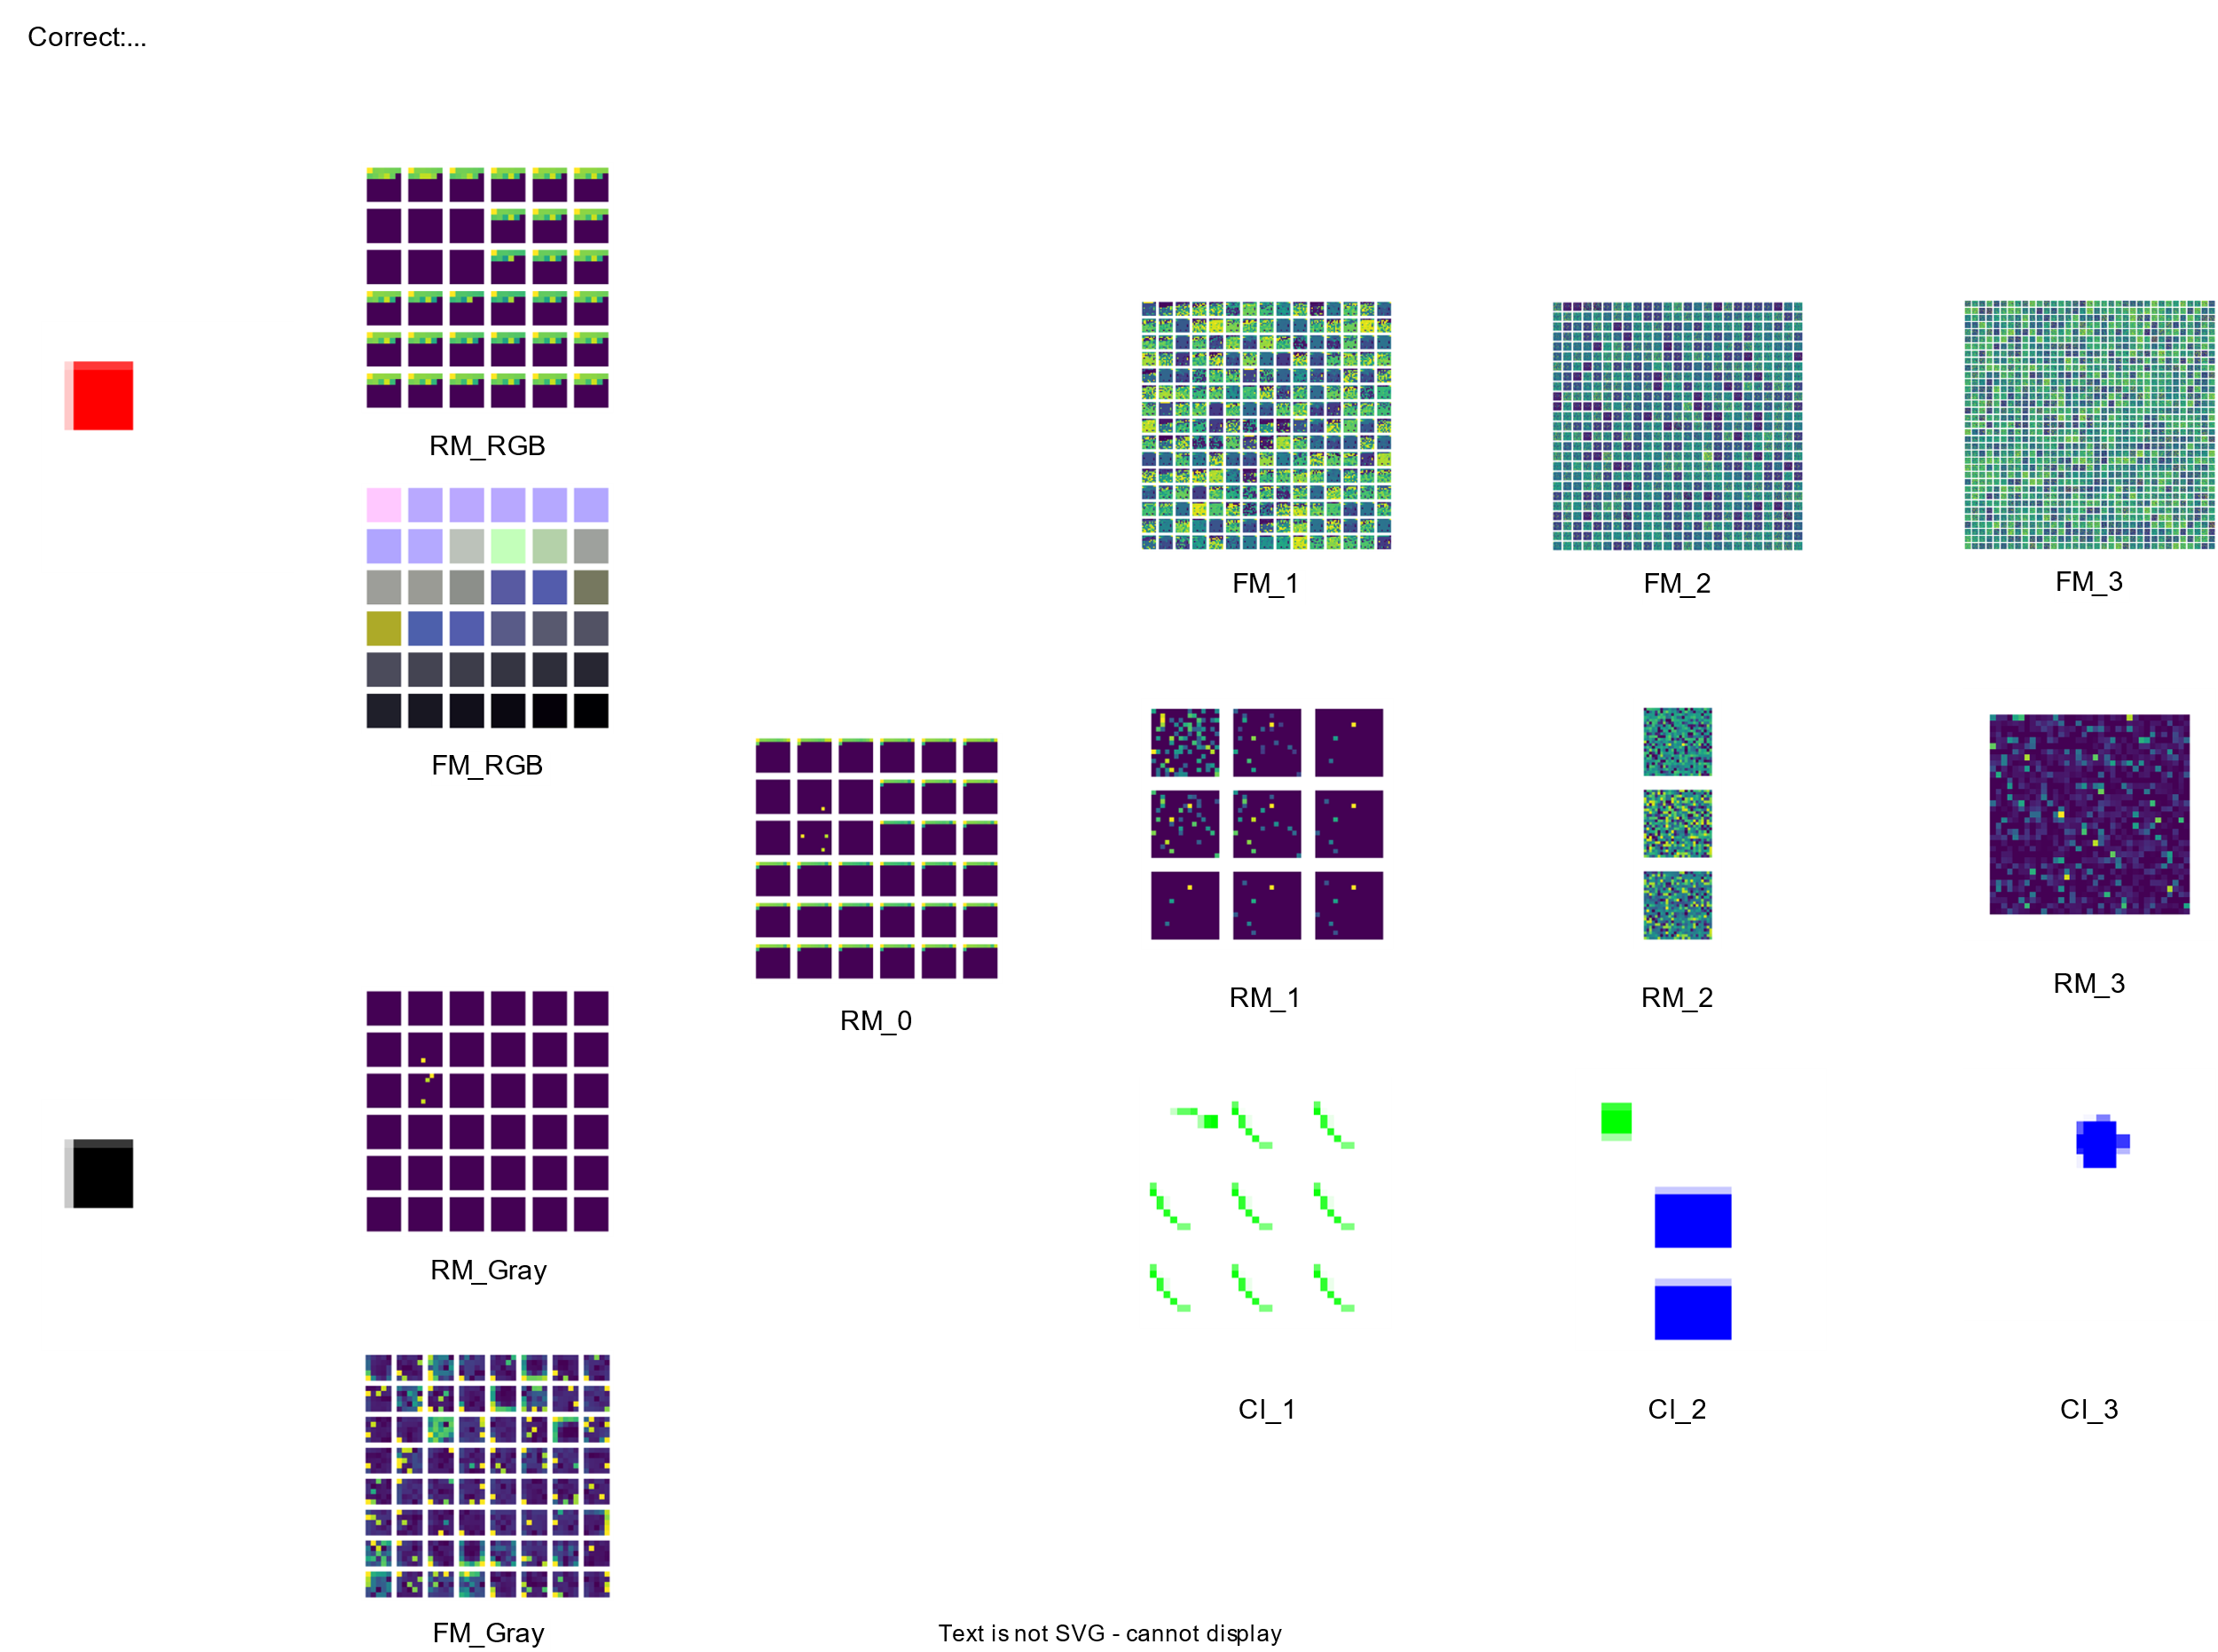 Correct:...
RM_RGB
FM_1
FM_2
FM_3
FM_RGB
RM_0
RM_1
RM_2
RM_3
RM_Gray
CI_1
CI_2
CI_3
FM_Gray
Text is not SVG - cannot display